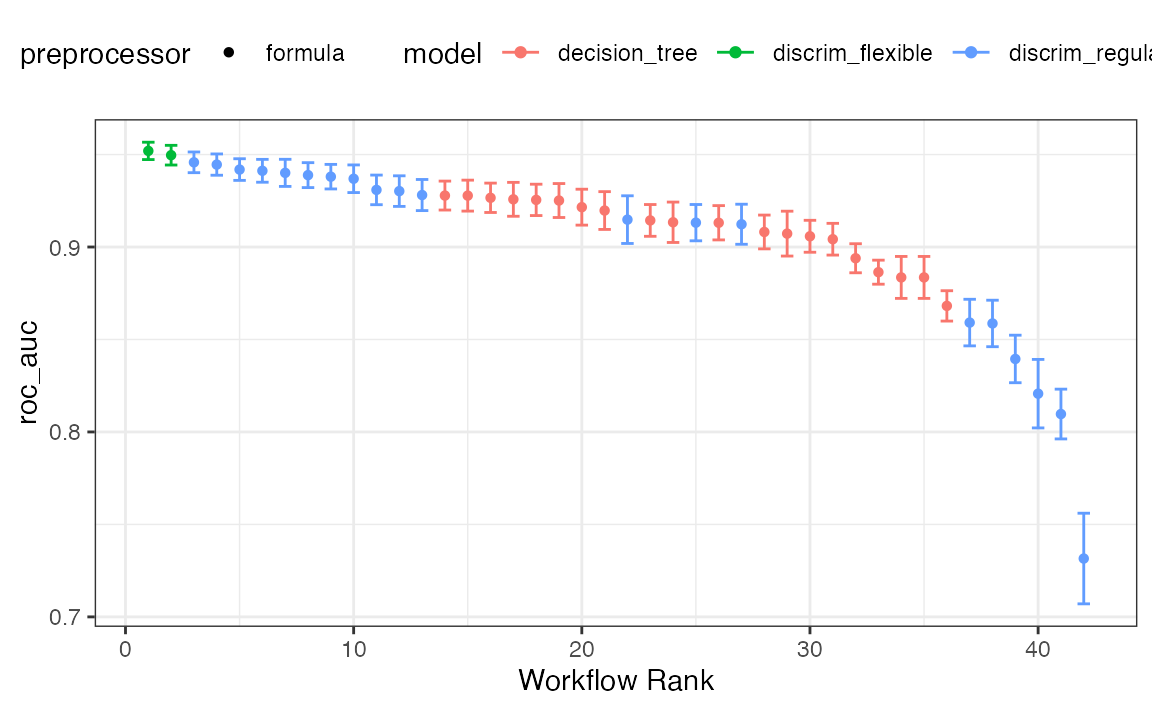 preprocessor formula model decision_tree discrim_flexible discrim_regula
0.9
0.8
0.7
roc_auc
0 10 20 30 40
Workflow Rank